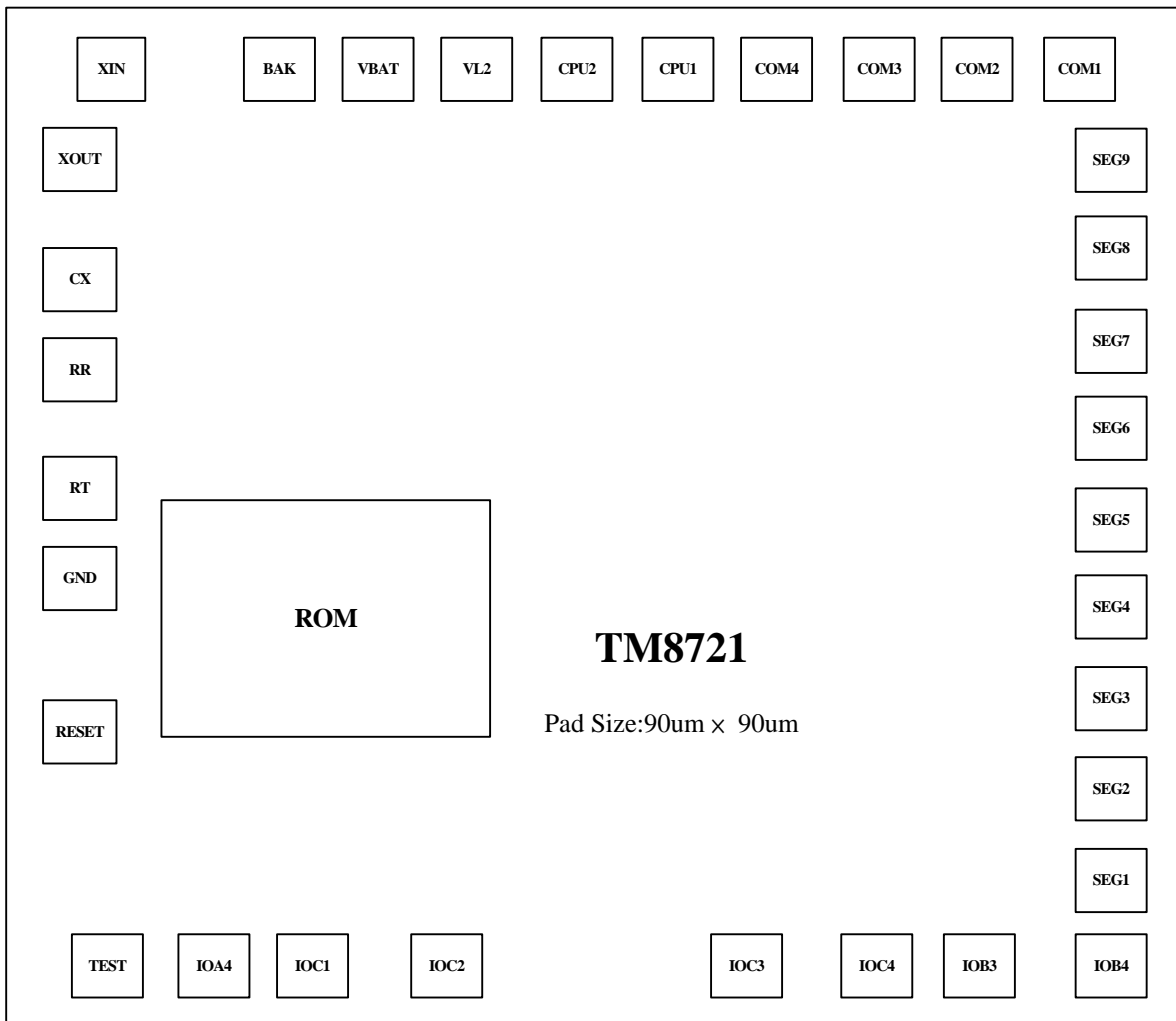 XIN BAK VBAT VL2 CPU2 CPU1 COM4 COM3 COM2 COM1
XOUT SEG9
SEG8
CX
SEG7
RR
SEG6
RT
SEG5
GND
SEG4
ROM
TM8721
SEG3
Pad Size:90um × 90um
RESET
SEG2
SEG1
TEST IOA4 IOC1 IOC2 IOC3 IOC4 IOB3 IOB4